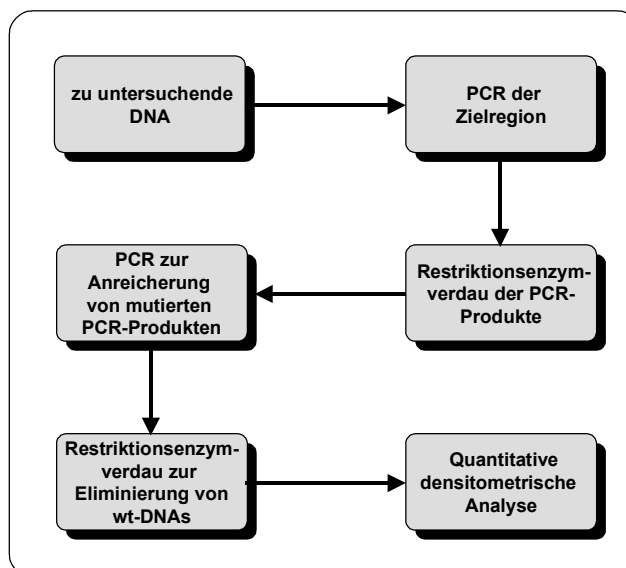 zu untersuchende
DNA
PCR der
Zielregion
Restriktionsenzym-
verdau der PCR-
Produkte
PCR zur
Anreicherung
von mutierten
PCR-Produkten
Restriktionsenzym-
verdau zur
Eliminierung von
wt-DNAs
Quantitative
densitometrische
Analyse